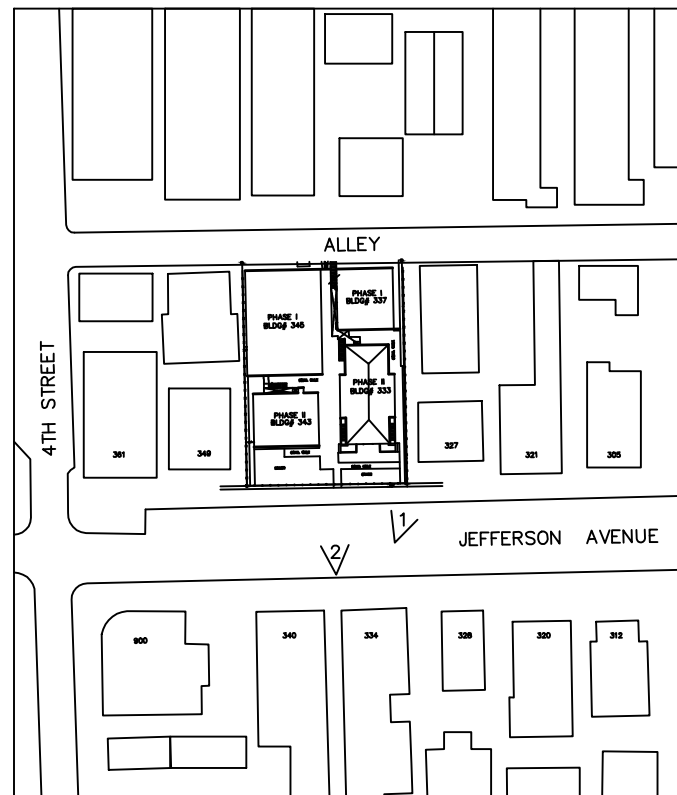 ALLEY
PHASE I
BLDG# 337
PHASE I
BLDG# 345
PHASE II
BLDG# 333
PHASE II
BLDG# 343
4TH STREET
361
349
327
321
305
1
2
JEFFERSON AVENUE
900
340
334
328
320
312